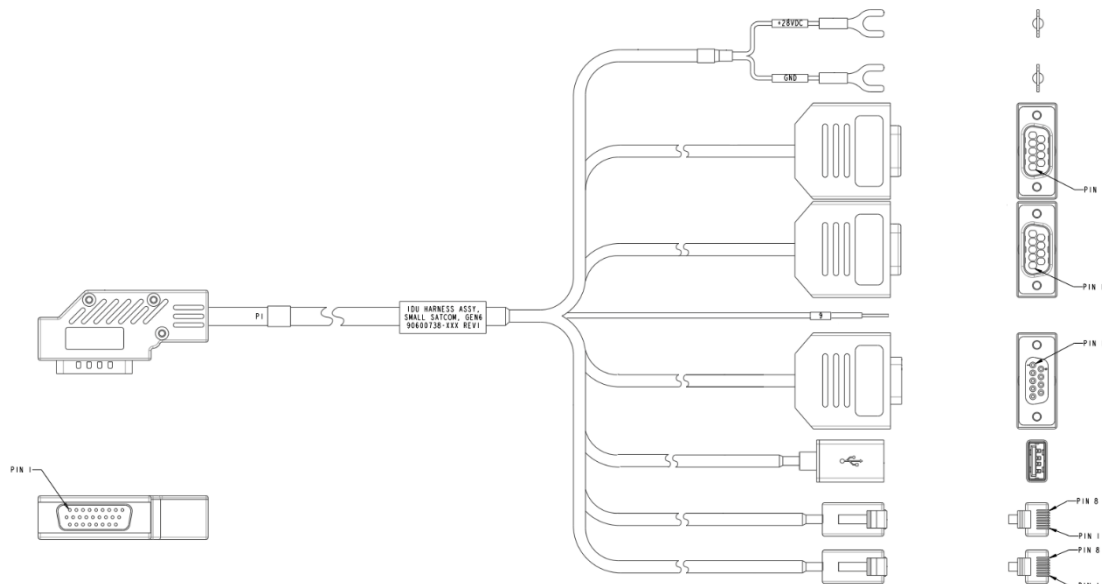 +28VDC
GND
PIN
PIN
P1
IDU HARNESS ASSY,
SMALL SATCOM, GEN6
90600738-XXX REV1
9
PIN
PIN 1
PIN 8
PIN 1
PIN 8